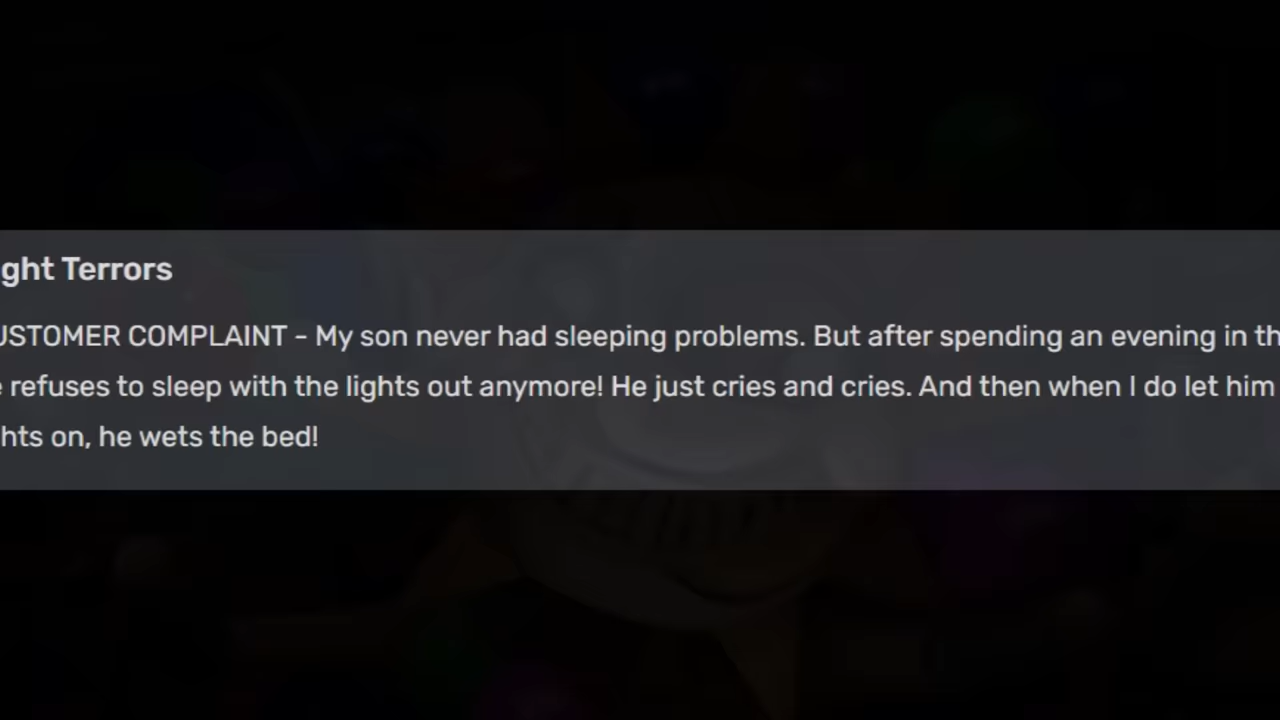 ght Terrors
USTOMER COMPLAINT - My son never had sleeping problems. But after spending an evening in th
e refuses to sleep with the lights out anymore! He just cries and cries. And then when I do let him
hts on, he wets the bed!